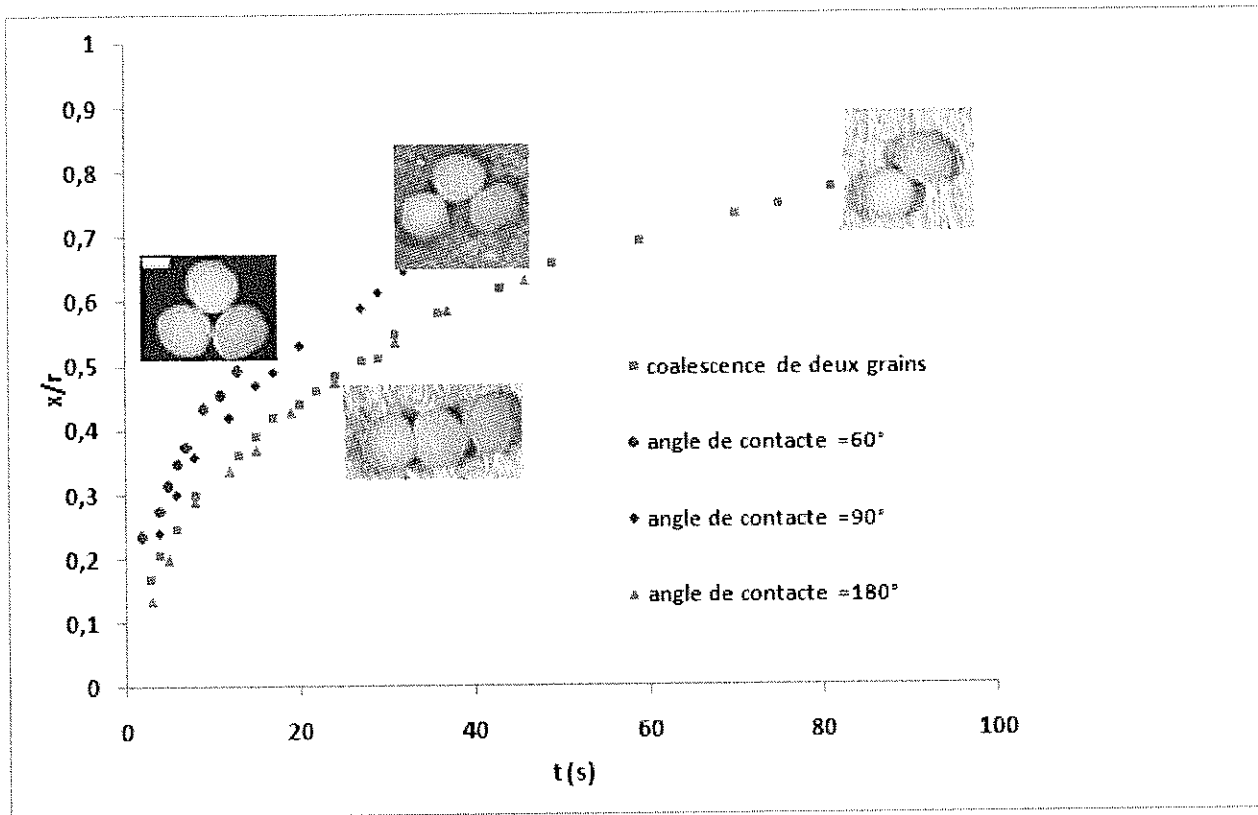 1
0,9
0,8
0,7
0,6
0,5
x/r
0,4
0,3
0,2
0,1
0
0 20 40 60 80 100
t (s)
coalescence de deux grains
angle de contacte =60°
angle de contacte =90°
angle de contacte =180°